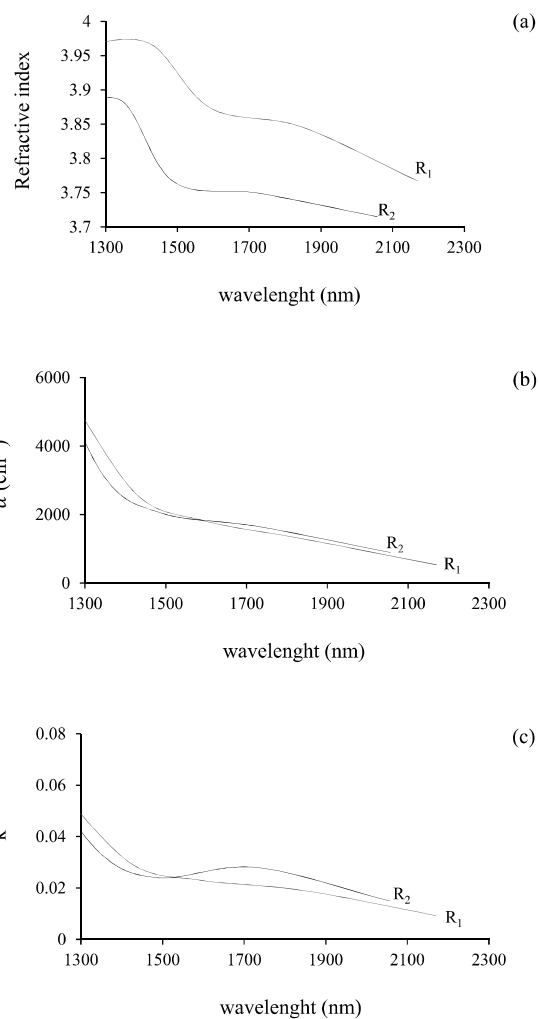 (a)
4
3.95
3.9
3.85
3.8
3.75
3.7
Refractive index
R1
R2
1300 1500 1700 1900 2100 2300
wavelenght (nm)
(b)
6000
4000
2000
0
R2
R1
1300 1500 1700 1900 2100 2300
wavelenght (nm)
(c)
0.08
0.06
0.04
0.02
0
R2
R1
1300 1500 1700 1900 2100 2300
wavelenght (nm)